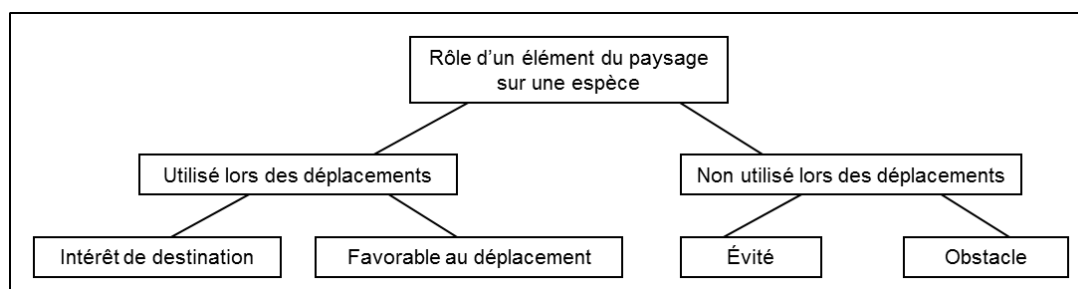 Rôle d’un élément du paysage
sur une espèce
Utilisé lors des déplacements
Non utilisé lors des déplacements
Intérêt de destination
Favorable au déplacement
Évité
Obstacle